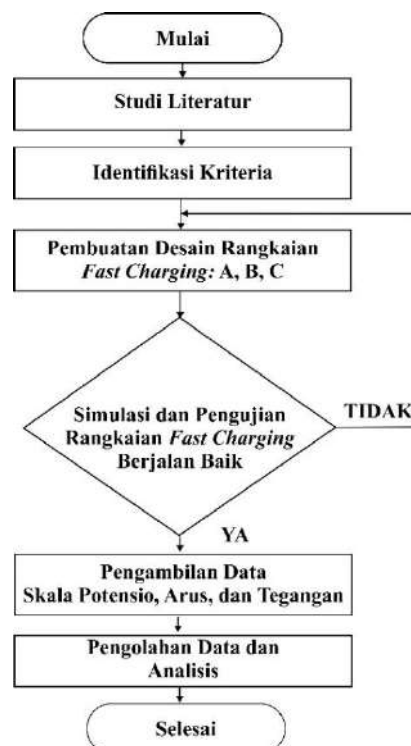 Mulai
Studi Literatur
Identifikasi Kriteria
Pembuatan Desain Rangkaian
Fast Charging: A, B, C
Simulasi dan Pengujian
Rangkaian Fast Charging
Berjalan Baik
TIDAK
YA
Pengambilan Data
Skala Potensio, Arus, dan Tegangan
Pengolahan Data dan
Analisis
Selesai